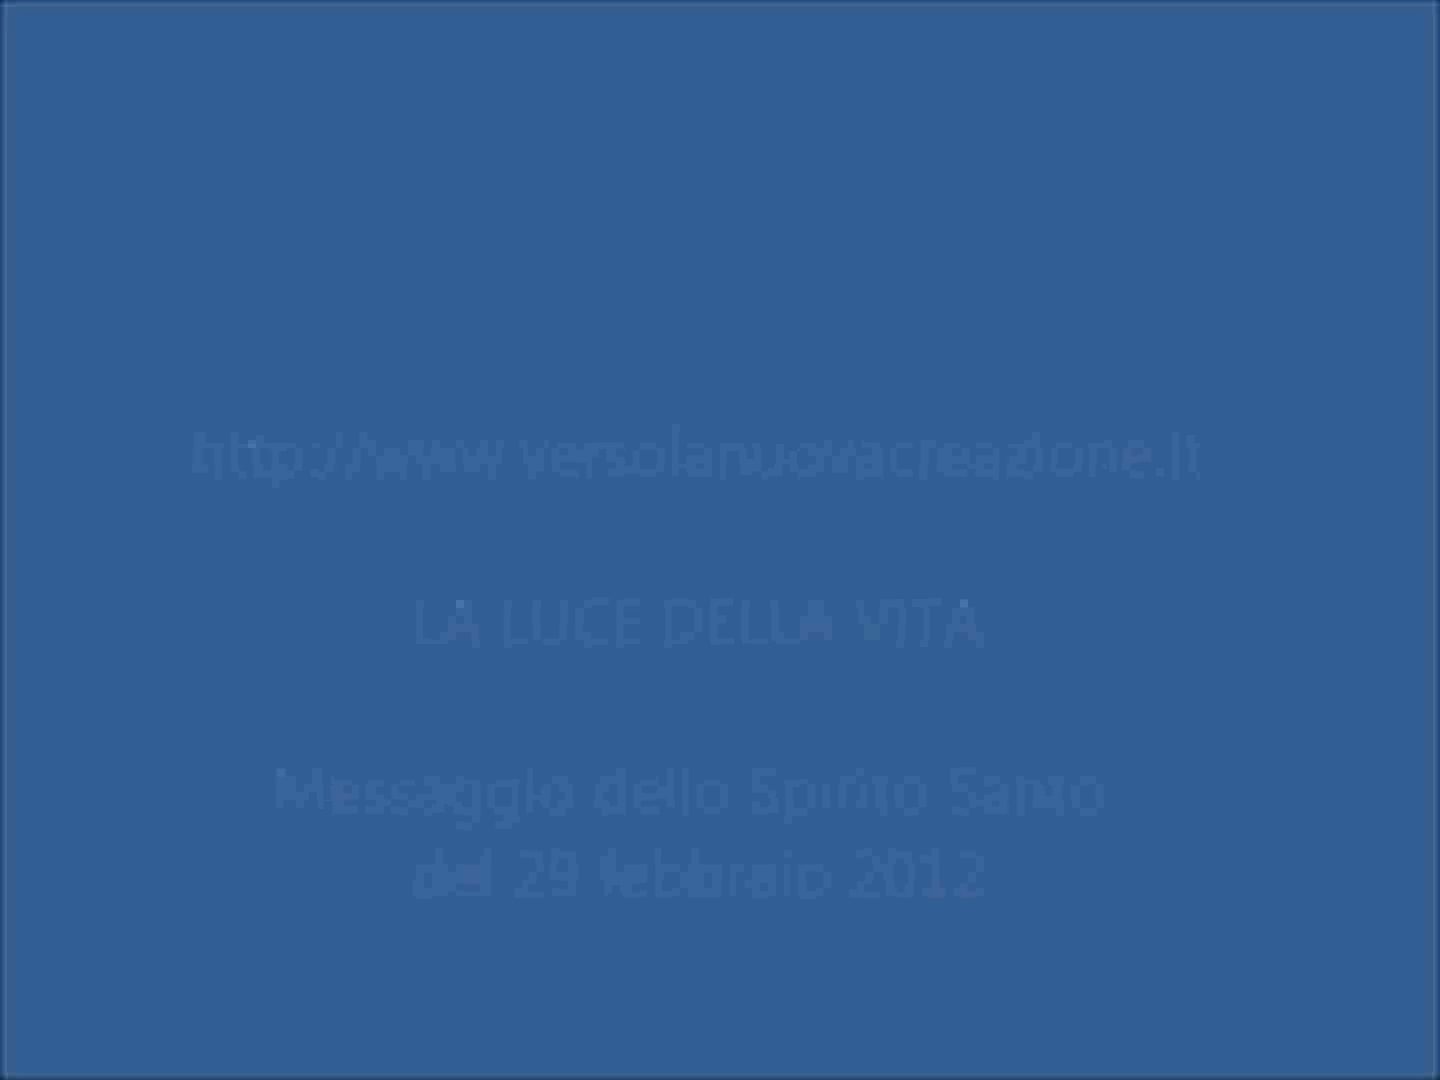 http://www.versolanuovacreazione.it
LA LUCE DELLA VITA
Messaggio dello Spirito Santo
del 29 febbraio 2012